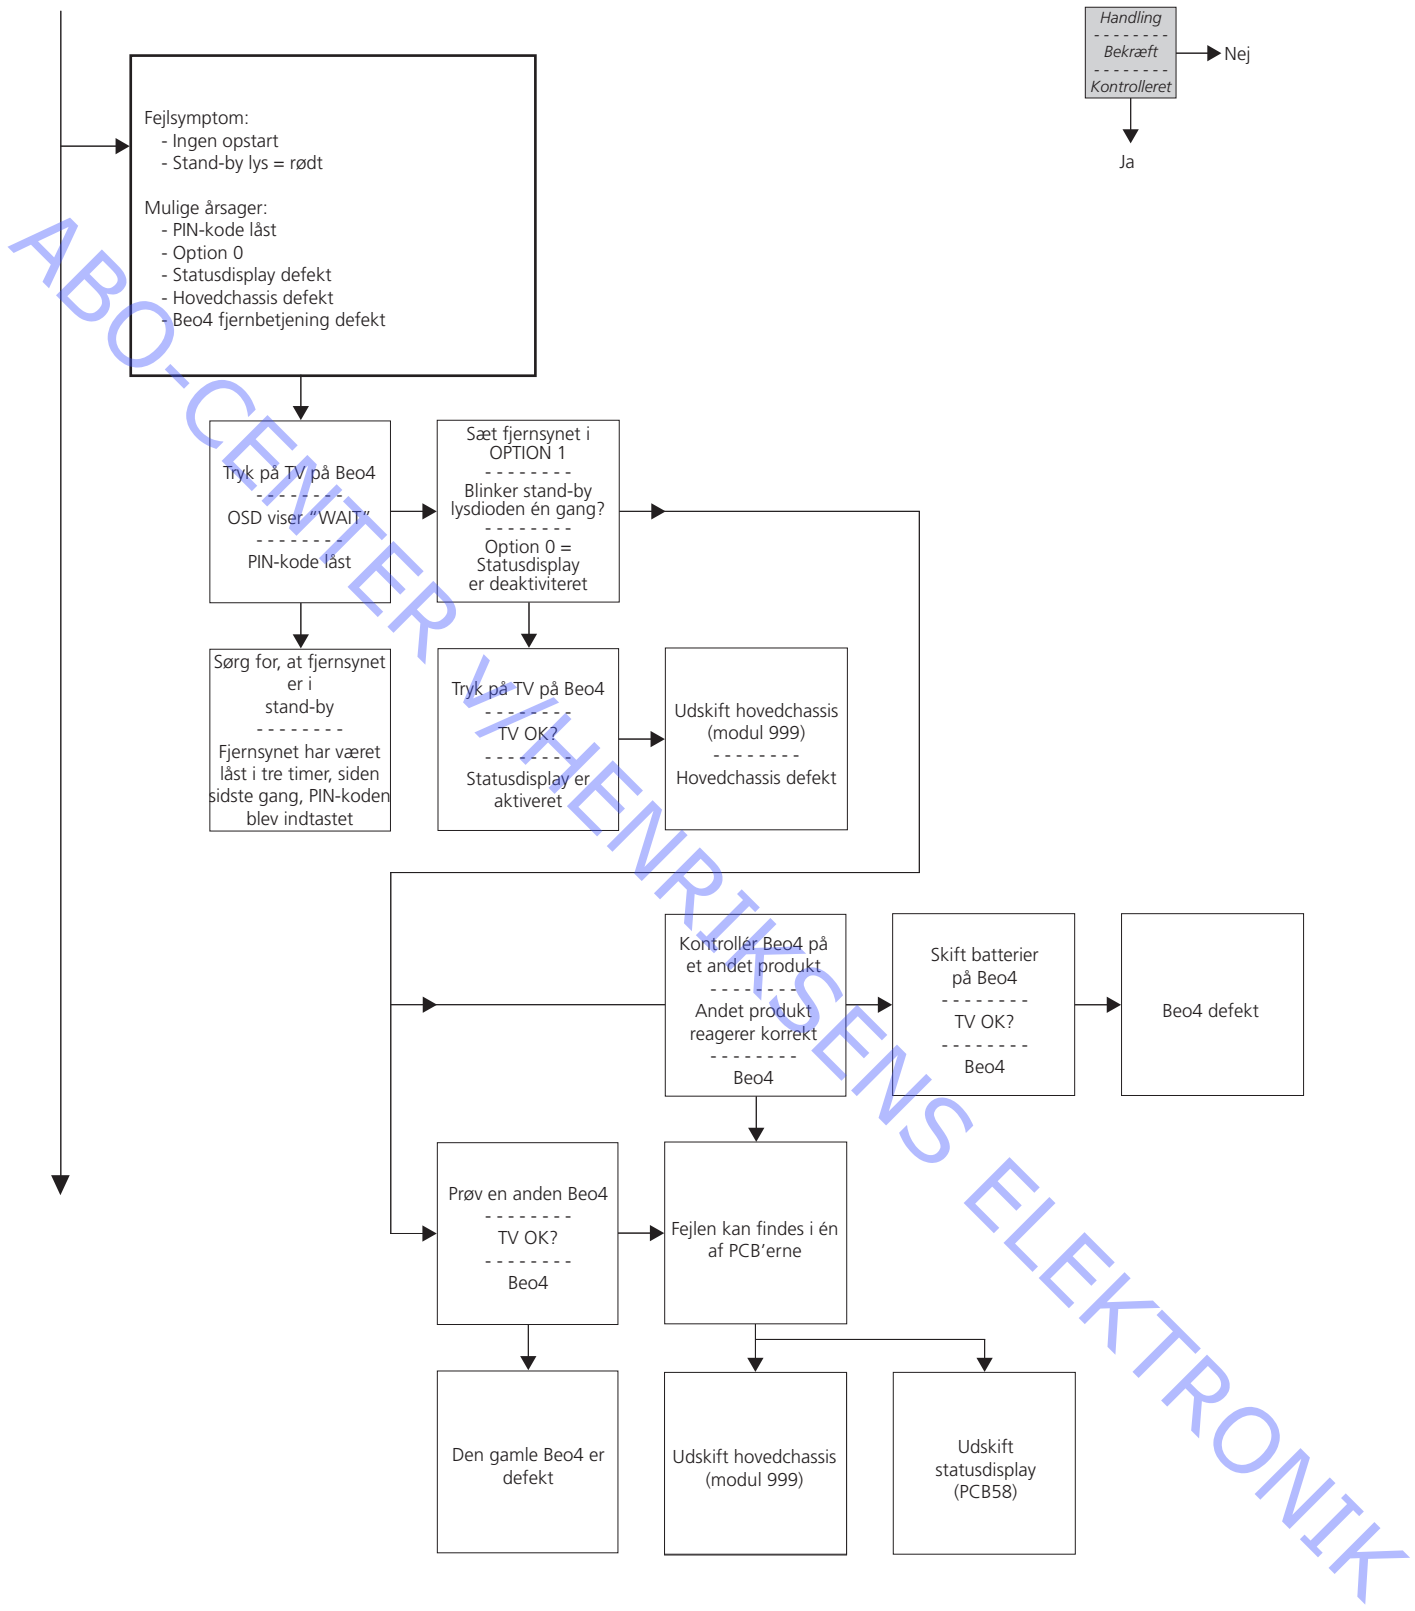 Handling
- - - - - - - -
Bekræft
- - - - - - - -
Kontrolleret
Nej
Ja
Fejlsymptom:
- Ingen opstart
- Stand-by lys = rødt
Mulige årsager:
- PIN-kode låst
- Option 0
- Statusdisplay defekt
- Hovedchassis defekt
- Beo4 fjernbetjening defekt
Tryk på TV på Beo4
- - - - - - - -
OSD viser “WAIT”
- - - - - - - -
PIN-kode låst
Sæt fjernsynet i
OPTION 1
- - - - - - - -
Blinker stand-by
lysdioden én gang?
- - - - - - - -
Option 0 =
Statusdisplay
er deaktiviteret
Sørg for, at fjernsynet
er i
stand-by
- - - - - - - -
Fjernsynet har været
låst i tre timer, siden
sidste gang, PIN-koden
blev indtastet
Tryk på TV på Beo4
- - - - - - - -
TV OK?
- - - - - - - -
Statusdisplay er
aktiveret
Udskift hovedchassis
(modul 999)
- - - - - - - -
Hovedchassis defekt
Kontrollér Beo4 på
et andet produkt
- - - - - - - -
Andet produkt
reagerer korrekt
- - - - - - - -
Beo4
Skift batterier
på Beo4
- - - - - - - -
TV OK?
- - - - - - - -
Beo4
Beo4 defekt
Prøv en anden Beo4
- - - - - - - -
TV OK?
- - - - - - - -
Beo4
Fejlen kan findes i én
af PCB’erne
Den gamle Beo4 er
defekt
Udskift hovedchassis
(modul 999)
Udskift
statusdisplay
(PCB58)
ABO-CENTER v/HENRIKSENS ELEKTRONIK